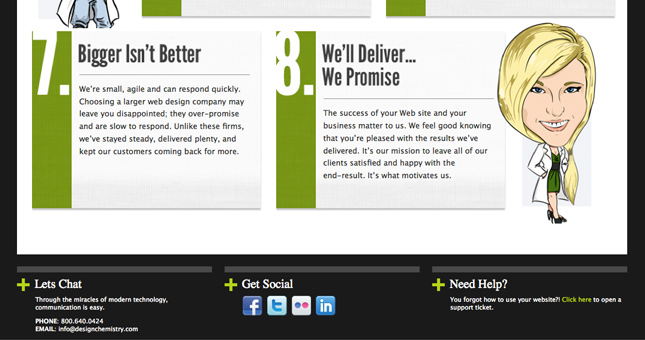 7.
Bigger Isn't Better
We're small, agile and can respond quickly.
Choosing a larger web design company may
leave you disappointed; they over-promise
and are slow to respond. Unlike these firms,
we've stayed steady, delivered plenty, and
kept our customers coming back for more.
8.
We'll Deliver...
We Promise
The success of your Web site and your
business matter to us. We feel good knowing
that you're pleased with the results we've
delivered. It's our mission to leave all of our
clients satisfied and happy with the
end-result. It's what motivates us.
Lets Chat
Through the miracles of modern technology,
communication is easy.
PHONE: 800.640.0424
EMAIL: info@designchemistry.com
Get Social
Need Help?
You forgot how to use your website?! Click here to open a
support ticket.